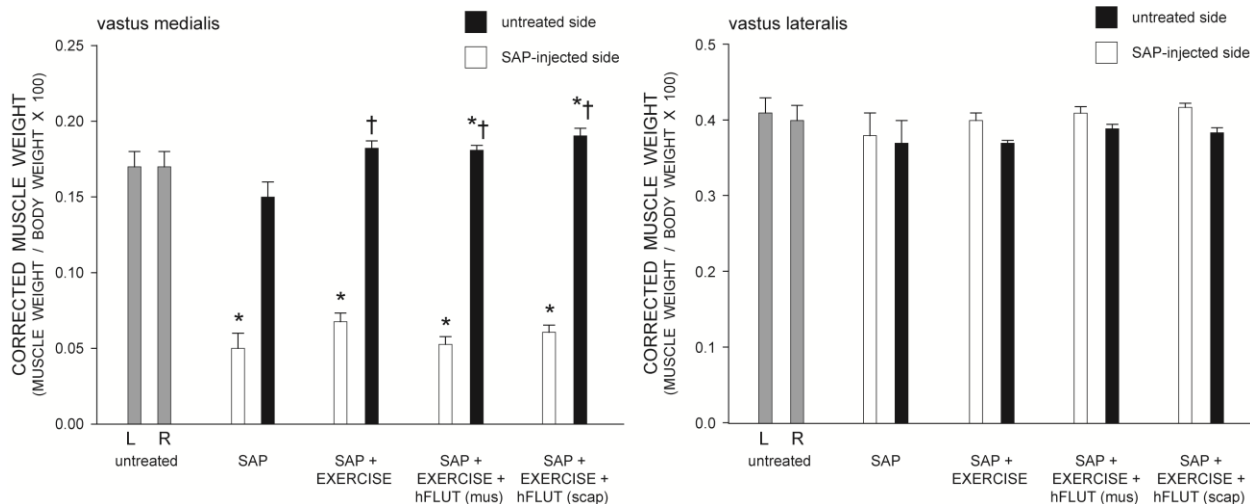 vastus medialis
untreated side
SAP-injected side
CORRECTED MUSCLE WEIGHT
(MUSCLE WEIGHT / BODY WEIGHT X 100)
0.25
0.20
0.15
0.10
0.05
0.00
*
*
†
*
*†
*
*†
L R
untreated
SAP
SAP +
EXERCISE
SAP +
EXERCISE +
hFLUT (mus)
SAP +
EXERCISE +
hFLUT (scap)
vastus lateralis
untreated side
SAP-injected side
CORRECTED MUSCLE WEIGHT
(MUSCLE WEIGHT / BODY WEIGHT X 100)
0.5
0.4
0.3
0.2
0.1
0.0
L R
untreated
SAP
SAP +
EXERCISE
SAP +
EXERCISE +
hFLUT (mus)
SAP +
EXERCISE +
hFLUT (scap)